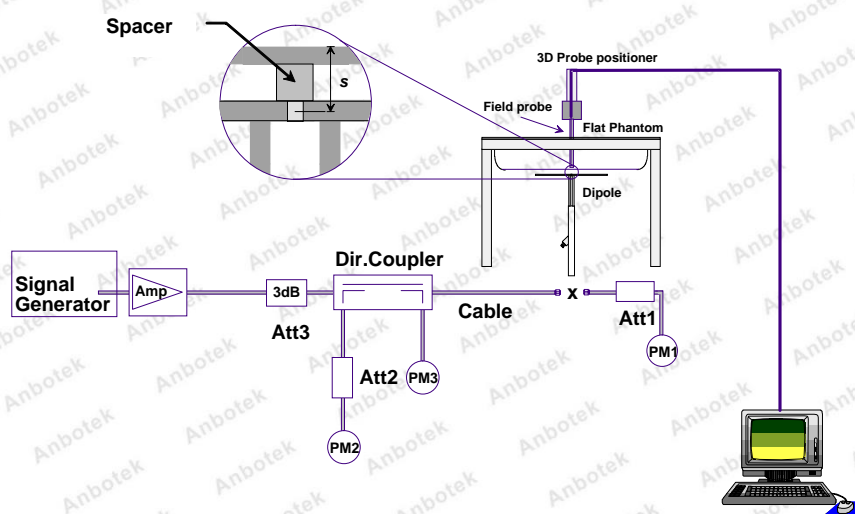 Spacer
s
3D Probe positioner
Field probe
Flat Phantom
Dipole
Signal
Generator
Amp
3dB
Att3
Dir.Coupler
Cable
x
Att1
PM1
Att2
PM3
PM2
Anbotek